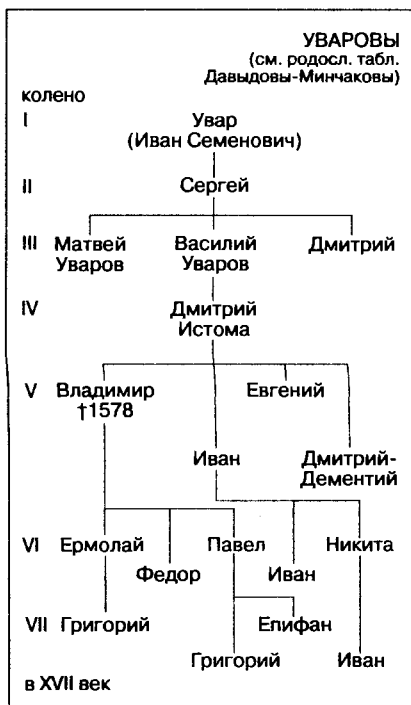 УВАРОВЫ
(см. родосл. табл.
Давыдовы-Минчаковы)
колено
I Увар
(Иван Семенович)
II Сергей
III Матвей Василий Дмитрий
Уваров Уваров
IV Дмитрий
Истома
V Владимир Евгений
†1578
Иван Дмитрий-
Дементий
VI Ермолай Павел Никита
Федор Иван
VII Григорий Епифан
Григорий Иван
в XVII век